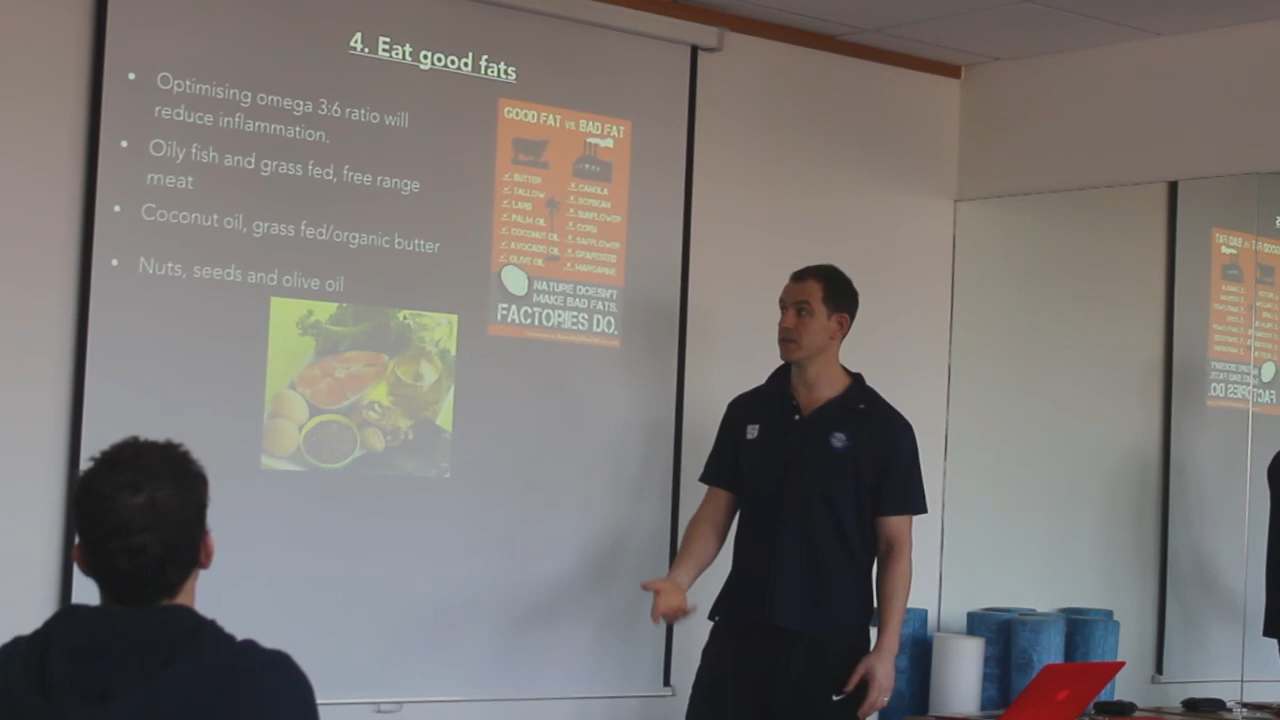 4. Eat good fats
• Optimising omega 3:6 ratio will
reduce inflammation.
• Oily fish and grass fed, free range
meat
• Coconut oil, grass fed/organic butter
• Nuts, seeds and olive oil
GOOD FAT VS. BAD FAT
BUTTER
TALLOW
LARD
PALM OIL
COCONUT OIL
AVOCADO OIL
OLIVE OIL
CANOLA
SOYBEAN
SUNFLOWER
CORN
SAFFLOWER
GRAPESEED
MARGARINE
NATURE DOESN'T
MAKE BAD FATS.
FACTORIES DO.